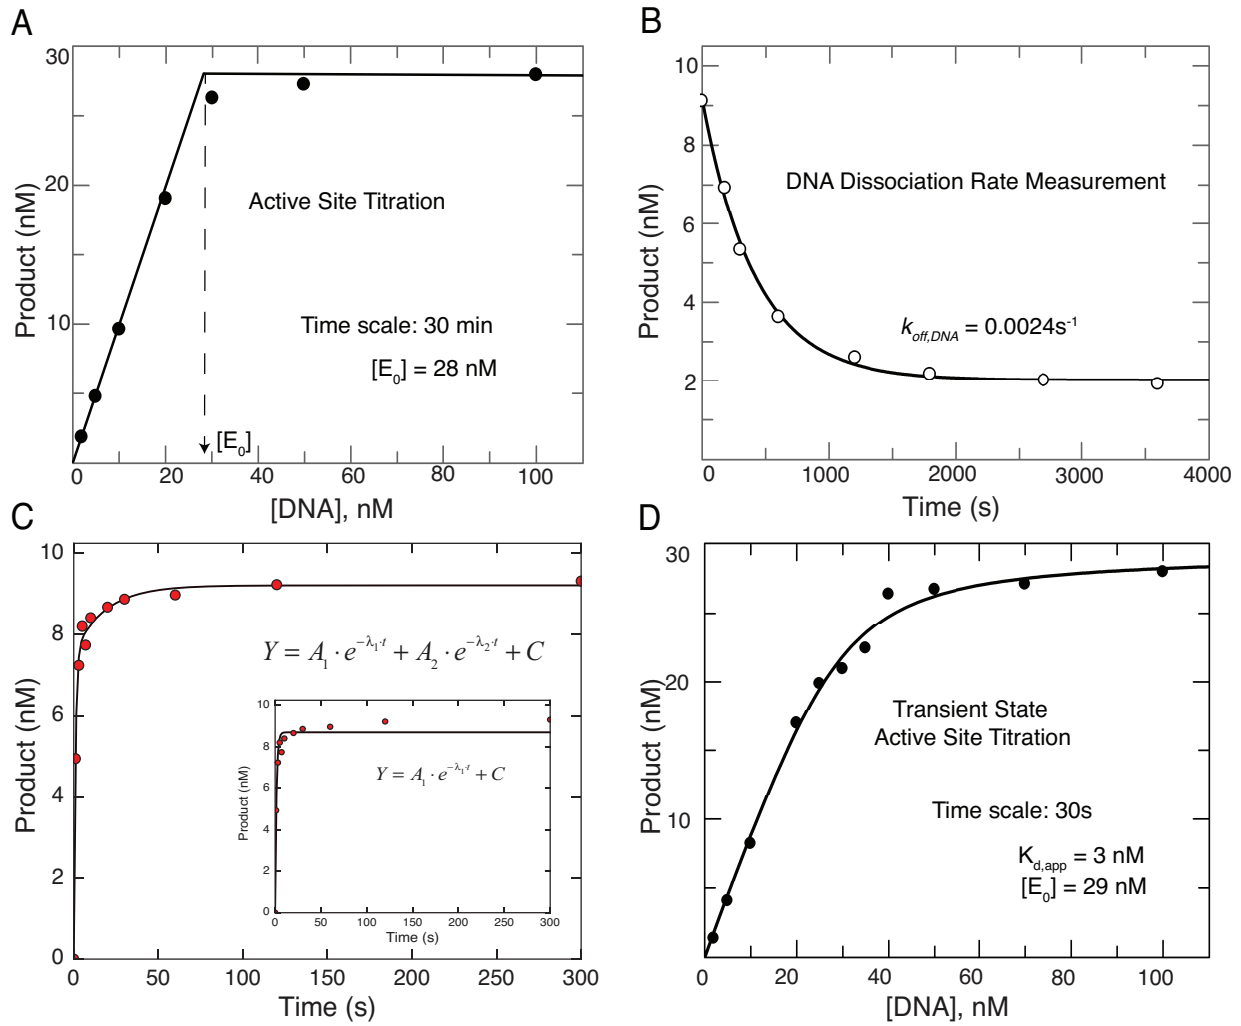 A
30
20
10
Product (nM)
Active Site Titration
Time scale: 30 min
[E0] = 28 nM
[E0]
0 20 40 60 80 100
[DNA], nM
B
10
8
6
4
2
Product (nM)
DNA Dissociation Rate Measurement
koff,DNA = 0.0024s-1
0 1000 2000 3000 4000
Time (s)
C
10
8
6
4
2
0
Product (nM)
Y = A1 · e-λ1·t + A2 · e-λ2·t + C
10
8
6
4
2
0
Product (nM)
Y = A1 · e-λ1·t + C
0 50 100 150 200 250 300
Time (s)
0 50 100 150 200 250 300
Time (s)
D
30
20
10
Product (nM)
Transient State
Active Site Titration
Time scale: 30s
Kd,app = 3 nM
[E0] = 29 nM
0 20 40 60 80 100
[DNA], nM